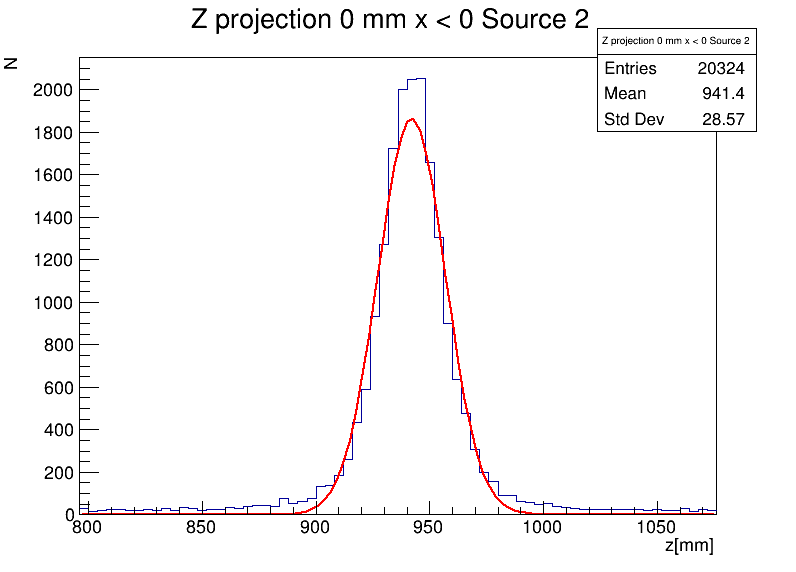 Z projection 0 mm x < 0 Source 2
Z projection 0 mm x < 0 Source 2
Entries 20324
Mean 941.4
Std Dev 28.57
N
2000
1800
1600
1400
1200
1000
800
600
400
200
0
800 850 900 950 1000 1050
z[mm]